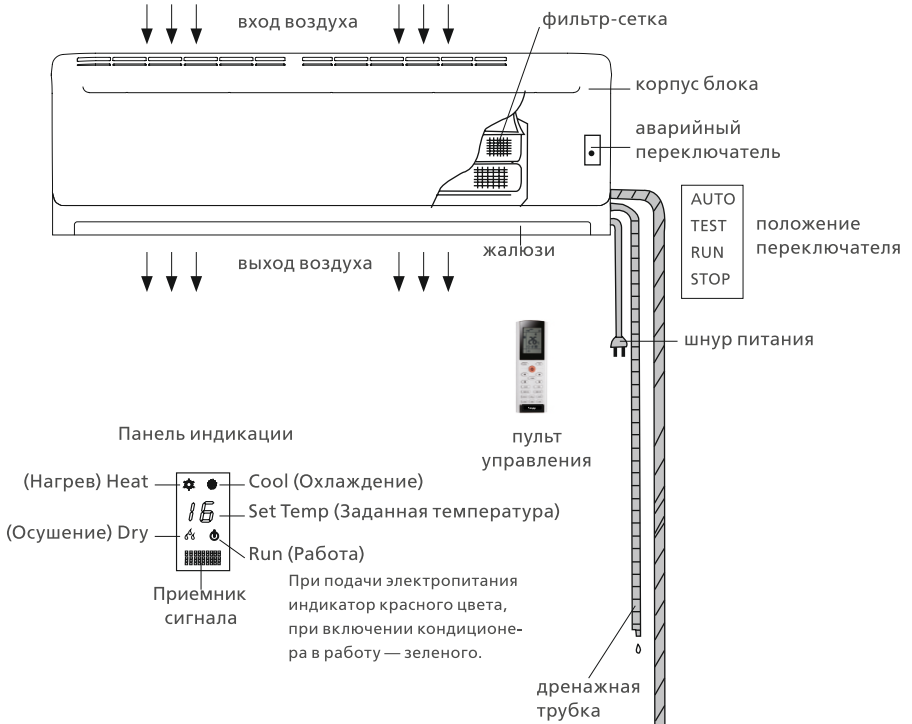 вход воздуха
фильтр-сетка
корпус блока
аварийный
переключатель
AUTO
TEST
RUN
STOP
положение
переключателя
жалюзи
выход воздуха
шнур питания
пульт
управления
Панель индикации
(Нагрев) Heat
Cool (Охлаждение)
16
Set Temp (Заданная температура)
(Осушение) Dry
Run (Работа)
Приемник
сигнала
При подачи электропитания
индикатор красного цвета,
при включении кондиционе-
ра в работу — зеленого.
дренажная
трубка